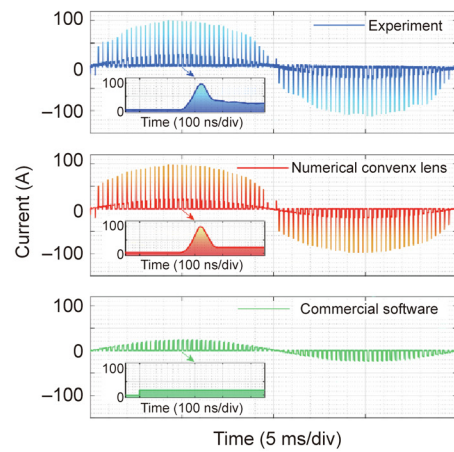 100
0
−100
Experiment
100
0
Time (100 ns/div)
100
0
−100
Numerical convenx lens
100
0
Time (100 ns/div)
Current (A)
100
0
−100
Commercial software
100
0
Time (100 ns/div)
Time (5 ms/div)